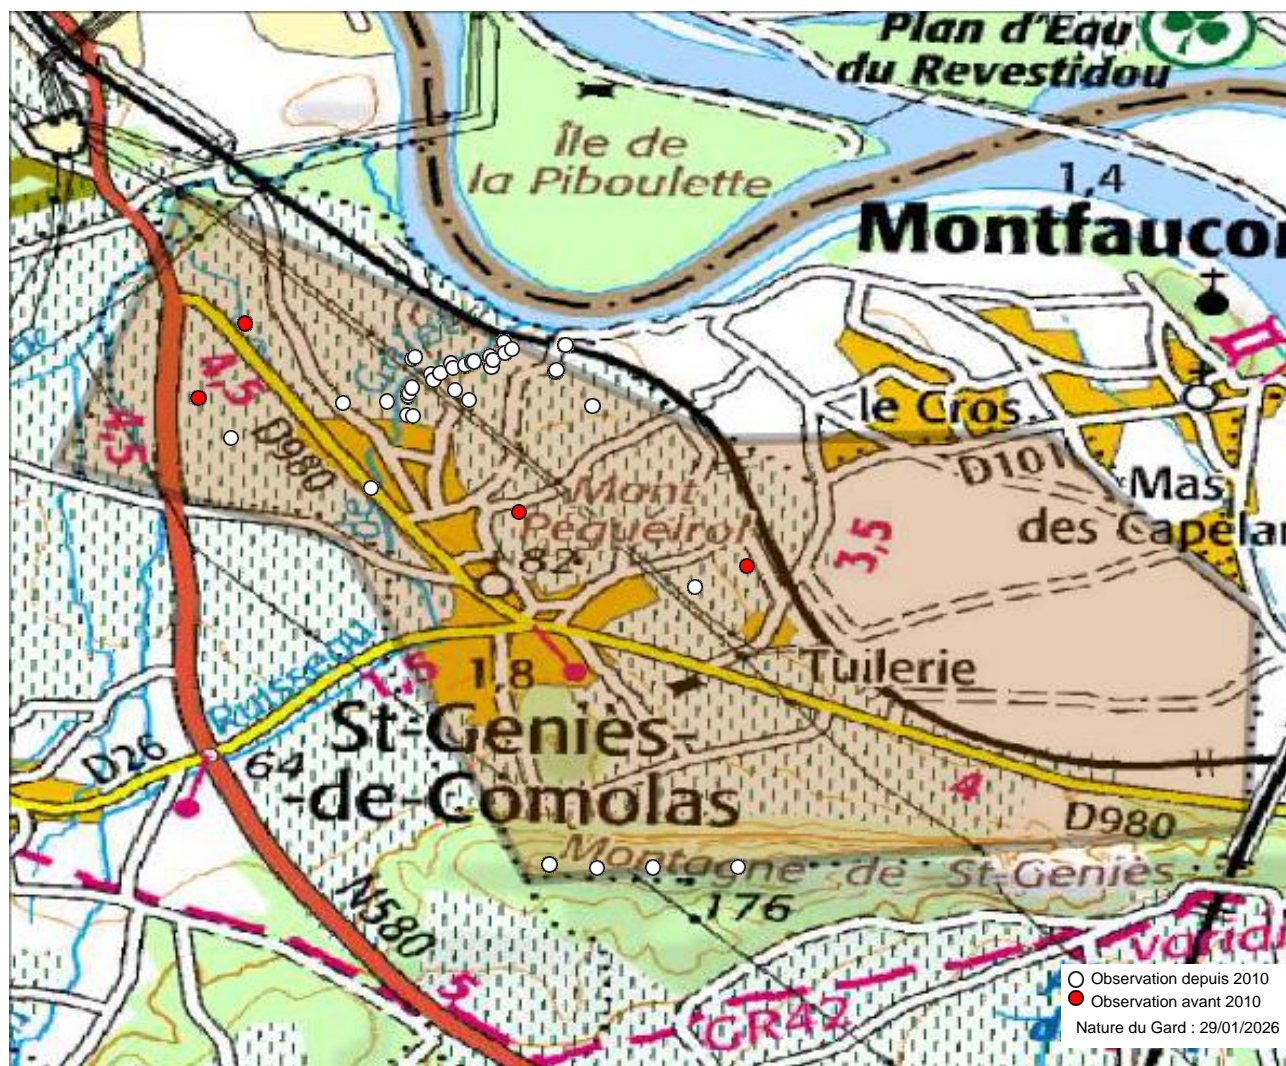 Plan d'Eau
du Revestidou
Île de
la Piboulette
1,4
Montfaucon
4,5
4,5
D980
le Cros
D101
Mas
des Capelan
Mont
Pégueirol
82
3,5
Ruisseau
1,5
1,8
Tuilerie
St-Geniès-
-de-Comolas
D26
64
4
D980
Montagne de St-Geniès
176
N580
5
GR42
Observation depuis 2010
Observation avant 2010
Nature du Gard : 29/01/2026